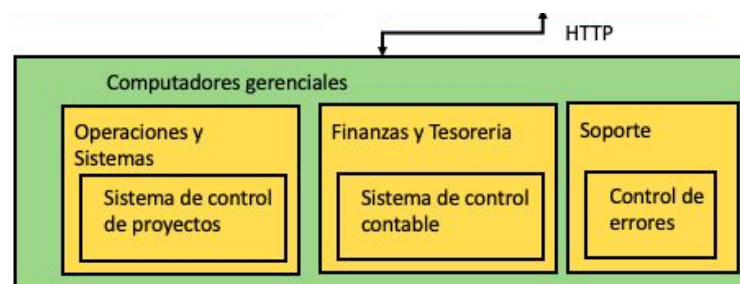 HTTP
Computadores gerenciales
Operaciones y
Sistemas
Sistema de control
de proyectos
Finanzas y Tesoreria
Sistema de control
contable
Soporte
Control de
errores